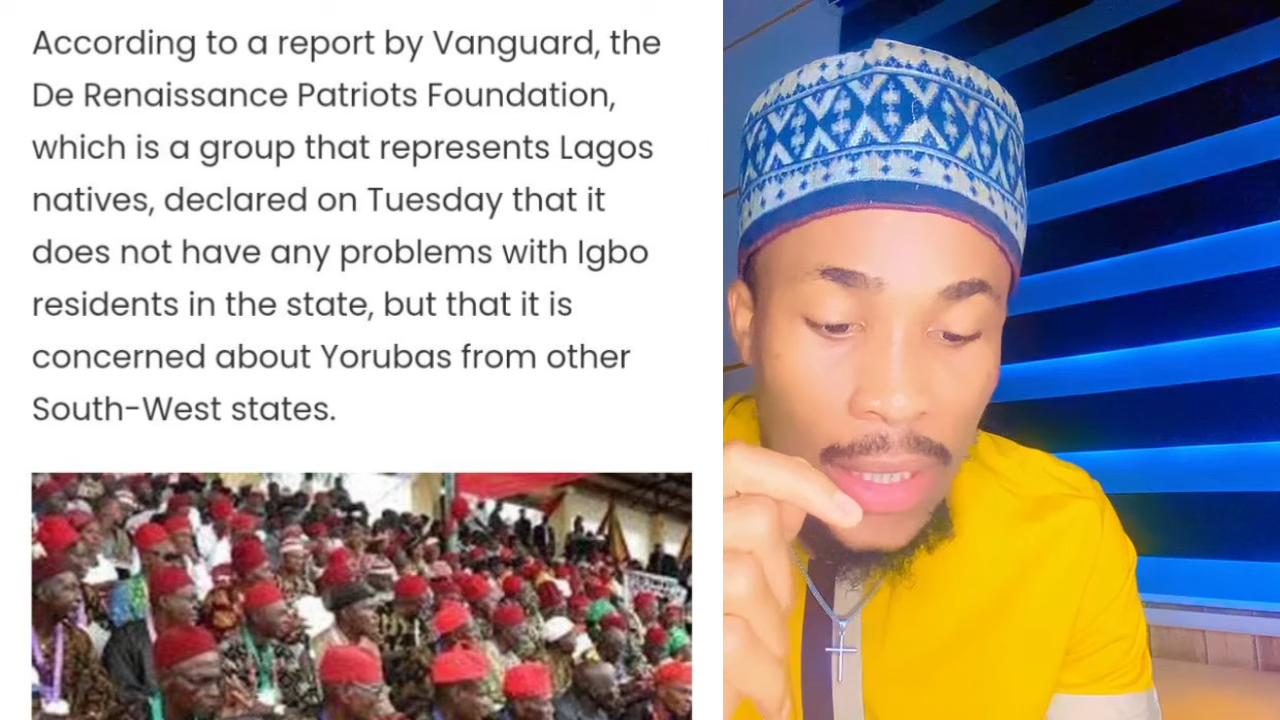 According to a report by Vanguard, the
De Renaissance Patriots Foundation,
which is a group that represents Lagos
natives, declared on Tuesday that it
does not have any problems with Igbo
residents in the state, but that it is
concerned about Yorubas from other
South-West states.